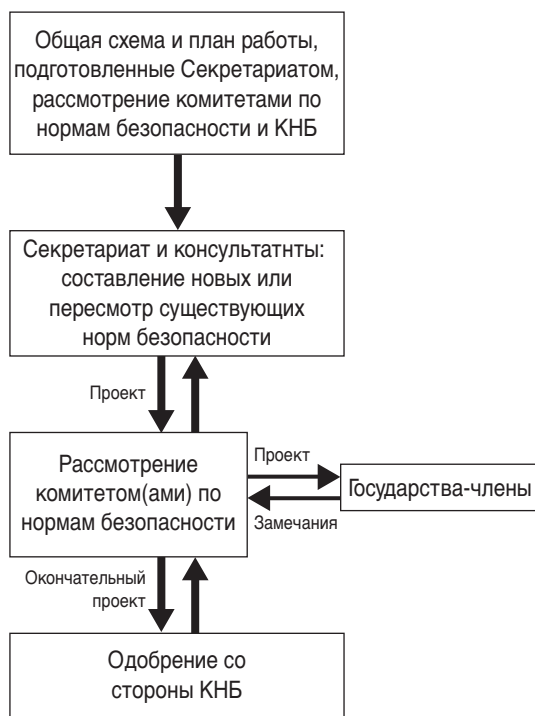 Общая схема и план работы,
подготовленные Секретариатом,
рассмотрение комитетами по
нормам безопасности и КНБ
Секретариат и консультатнты:
составление новых или
пересмотр существующих
норм безопасности
Проект
Рассмотрение
комитетом(ами) по
нормам безопасности
Проект
Государства-члены
Замечания
Окончательный
проект
Одобрение со
стороны КНБ